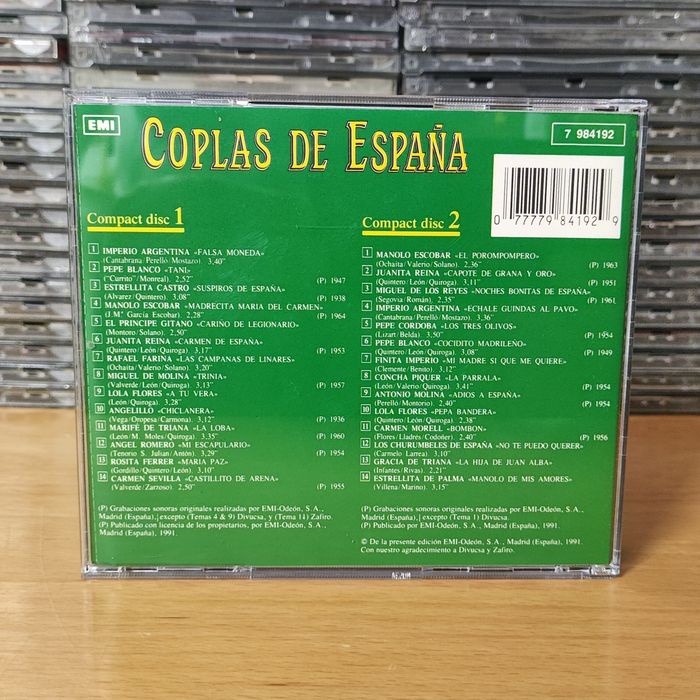 EMI
COPLAS DE ESPAÑA
7 984192
0 77779 84192 9
Compact disc 1
1 IMPERIO ARGENTINA «FALSA MONEDA»
(Cantabrana/Perelló/Mostazo). 3,40"
2 PEPE BLANCO «TANI»
("Currito"/Monreal). 2,52" (P) 1947
3 ESTRELLITA CASTRO «SUSPIROS DE ESPAÑA»
(Alvarez/Quintero). 3,08" (P) 1938
4 MANOLO ESCOBAR «MADRECITA MARIA DEL CARMEN»
(J.Mª García Escobar). 2,28" (P) 1964
5 EL PRINCIPE GITANO «CARINO DE LEGIONARIO»
(Montoro/Solano). 2,50"
6 JUANITA REINA «CARMEN DE ESPAÑA»
(Quintero/León/Quiroga). 3,17" (P) 1953
7 RAFAEL FARINA «LAS CAMPANAS DE LINARES»
(Ochaíta/Valerio/Solano). 3,20"
8 MIGUEL DE MOLINA «TRINIA»
(Valverde/León/Quiroga). 3,13" (P) 1957
9 LOLA FLORES «A TU VERA»
(León/Quiroga). 3,28"
10 ANGELILLO «CHICLANERA»
(Vega/Oropesa/Carmona). 3,12" (P) 1936
11 MARIFÉ DE TRIANA «LA LOBA»
(León/M. Moles/Quiroga). 3,35" (P) 1960
12 ANGEL ROMERO «MI ESCAPULARIO»
(Tenorio S. Julian/Antón). 3,29" (P) 1954
13 ROSITA FERRER «MARIA PAZ»
(Gordillo/Quintero/León). 3,10"
14 CARMEN SEVILLA «CASTILLITO DE ARENA»
(Valverde/Zarzoso). 2,50" (P) 1955
(P) Grabaciones sonoras originales realizadas por EMI-Odeón, S.A.,
Madrid (España), excepto (Temas 4 & 9) Divucsa, y (Tema 11) Zafiro.
(P) Publicado con licencia de los propietarios, por EMI-Odeón, S.A.,
Madrid (España), 1991.
Compact disc 2
1 MANOLO ESCOBAR «EL POROMPOMPERO»
(Ochaita/Valerio/Solano). 2,36" (P) 1963
2 JUANITA REINA «CAPOTE DE GRANA Y ORO»
(Quintero/León/Quiroga). 3,11" (P) 1951
3 MIGUEL DE LOS REYES «NOCHES BONITAS DE ESPAÑA»
(Segovia/Román). 2,35" (P) 1961
4 IMPERIO ARGENTINA «ECHALE GUINDAS AL PAVO»
(Cantabrana/Perelló/Mostazo). 3,36"
5 PEPE CORDOBA «LOS TRES OLIVOS»
(Lizart/Belda). 3,50" (P) 1954
6 PEPE BLANCO «COCIDITO MADRILEÑO»
(Quintero/León/Quiroga). 3,08" (P) 1949
7 FINITA IMPERIO «MI MADRE SI QUE ME QUIERE»
(Clemente/Benito). 3,12"
8 CONCHA PIQUER «LA PARRALA»
(León/Valverde/Quiroga). 3,41" (P) 1954
9 ANTONIO MOLINA «ADIOS A ESPAÑA»
(Perelló/Montorio). 2,40" (P) 1954
10 LOLA FLORES «PEPA BANDERA»
(Quintero/León/Quiroga).
11 CARMEN MORELL «BOMBON»
(Flores/Lladres/Codoñer). 2,40" (P) 1956
12 LOS CHURUMBELES DE ESPAÑA «NO TE PUEDO QUERER»
(Carmelo Larrea). 3,10"
13 GRACIA DE TRIANA «LA HIJA DE JUAN ALBA»
(Infantes/Rivas). 2,21"
14 ESTRELLITA DE PALMA «MANOLO DE MIS AMORES»
(Villena/Marino). 3,15"
(P) Grabaciones sonoras originales realizadas por EMI-Odeón, S.A.,
Madrid (España), excepto (Tema 1) Divucsa.
(P) Publicado con licencia de los propietarios, por EMI-Odeón, S.A.,
Madrid (España), 1991.
© De la presente edición EMI-Odeón, S.A., Madrid (España), 1991.
Con nuestro agradecimiento a Divucsa y Zafiro.